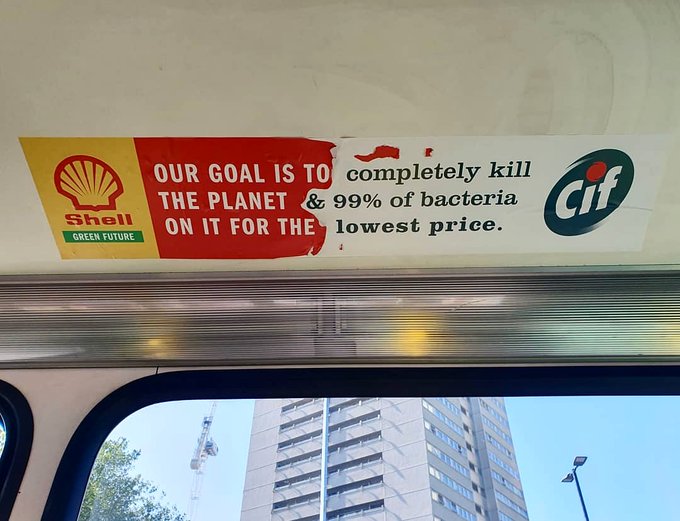 Shell
GREEN FUTURE
OUR GOAL IS TO completely kill
THE PLANET & 99% of bacteria
ON IT FOR THE lowest price.
Cif